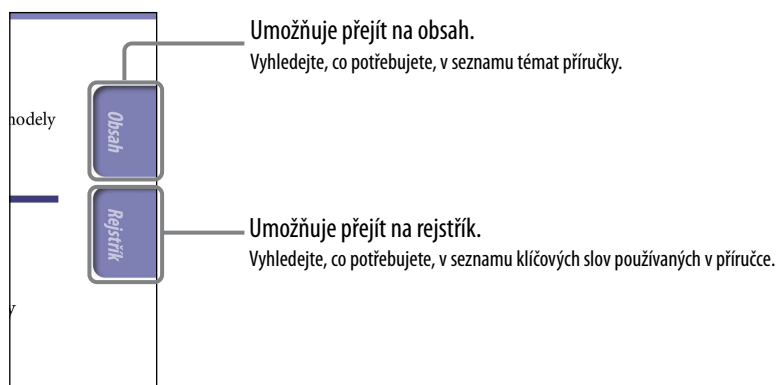 Umožňuje přejít na obsah.
Vyhledejte, co potřebujete, v seznamu témat příručky.
Obsah
Rejstřík
Umožňuje přejít na rejstřík.
Vyhledejte, co potřebujete, v seznamu klíčových slov používaných v příručce.